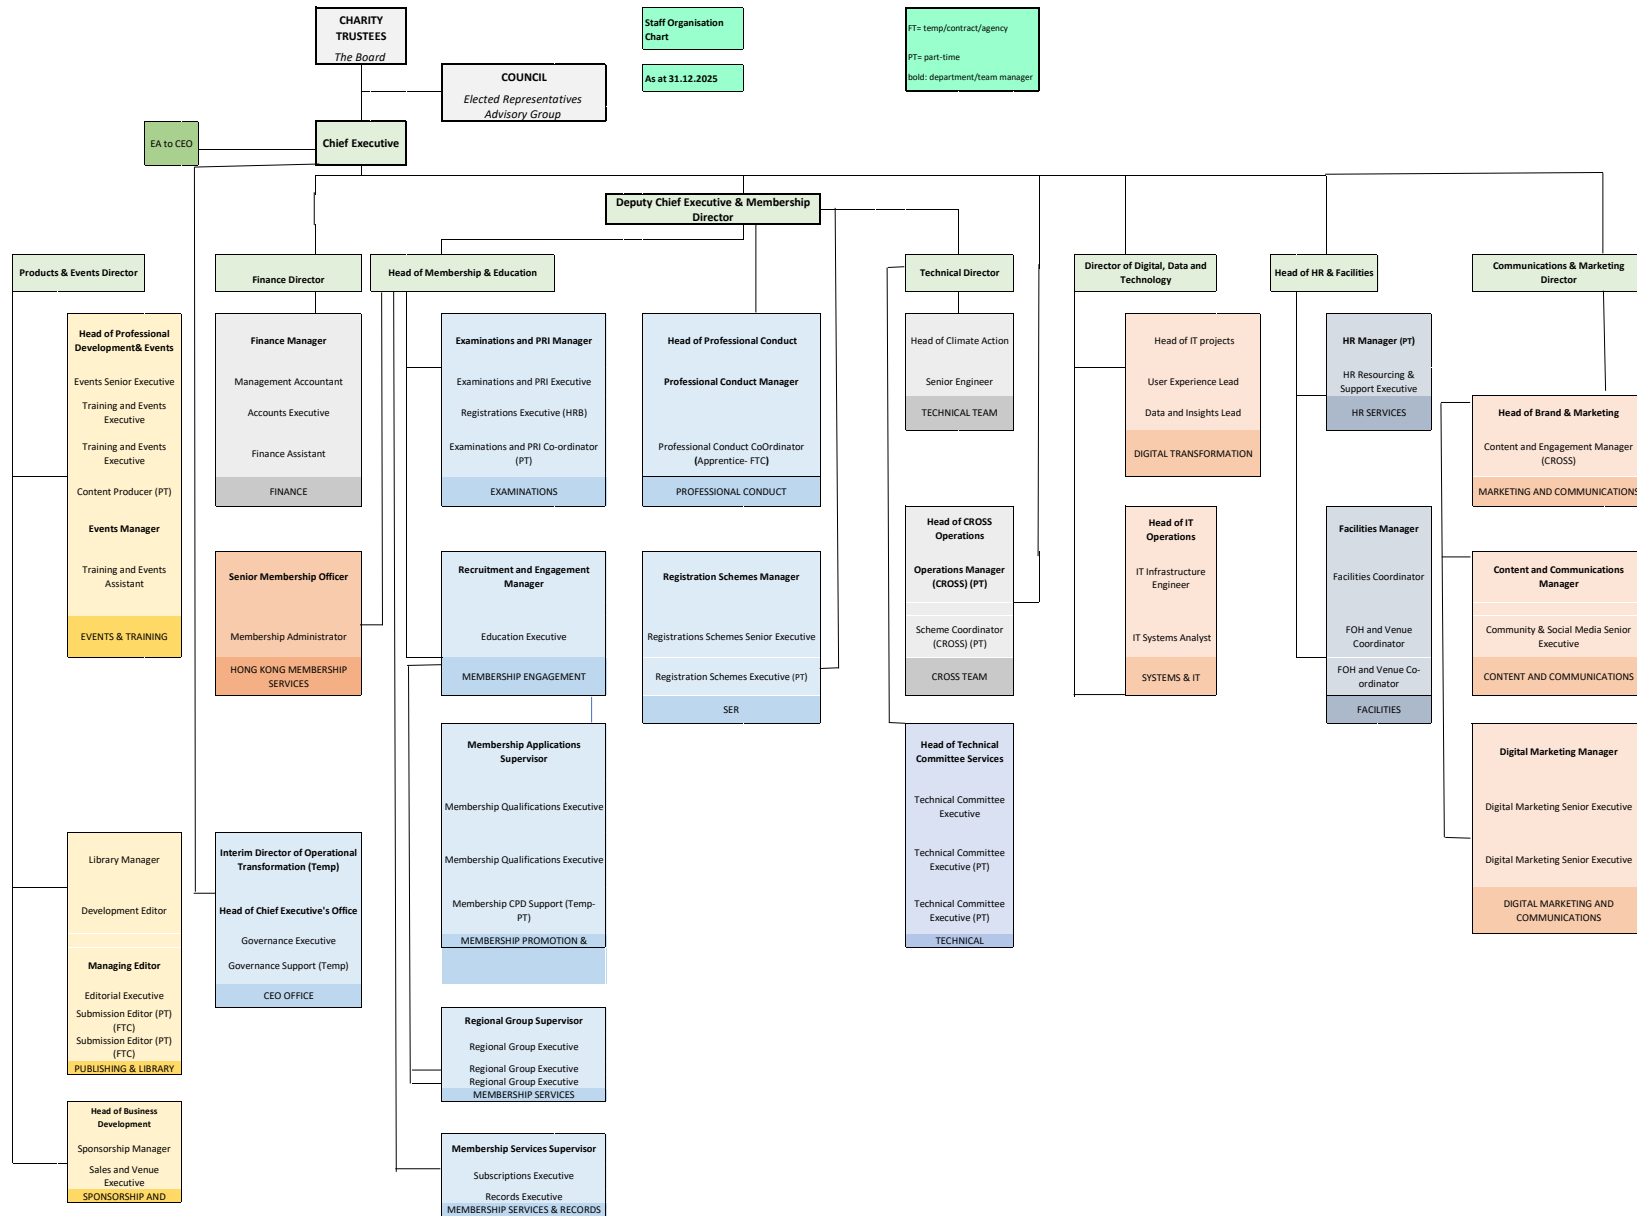 CHARITY
TRUSTEES
The Board
Staff Organisation
Chart
As at 31.12.2025
FT= temp/contract/agency
PT= part-time
bold: department/team manager
COUNCIL
Elected Representatives
Advisory Group
EA to CEO
Chief Executive
Deputy Chief Executive & Membership
Director
Products & Events Director
Finance Director
Head of Membership & Education
Technical Director
Director of Digital, Data and
Technology
Head of HR & Facilities
Communications & Marketing
Director
Head of Professional
Development& Events
Events Senior Executive
Training and Events
Executive
Training and Events
Executive
Content Producer (PT)
Events Manager
Training and Events
Assistant
EVENTS & TRAINING
Library Manager
Development Editor
Managing Editor
Editorial Executive
Submission Editor (PT)
(FTC)
Submission Editor (PT)
(FTC)
PUBLISHING & LIBRARY
Head of Business
Development
Sponsorship Manager
Sales and Venue
Executive
SPONSORSHIP AND
Finance Manager
Management Accountant
Accounts Executive
Finance Assistant
FINANCE
Senior Membership Officer
Membership Administrator
HONG KONG MEMBERSHIP
SERVICES
Interim Director of Operational
Transformation (Temp)
Head of Chief Executive's Office
Governance Executive
Governance Support (Temp)
CEO OFFICE
Examinations and PRI Manager
Examinations and PRI Executive
Registrations Executive (HRB)
Examinations and PRI Co-ordinator
(PT)
EXAMINATIONS
Recruitment and Engagement
Manager
Education Executive
MEMBERSHIP ENGAGEMENT
Membership Applications
Supervisor
Membership Qualifications Executive
Membership Qualifications Executive
Membership CPD Support (Temp-
PT)
MEMBERSHIP PROMOTION &
Regional Group Supervisor
Regional Group Executive
Regional Group Executive
Regional Group Executive
MEMBERSHIP SERVICES
Membership Services Supervisor
Subscriptions Executive
Records Executive
MEMBERSHIP SERVICES & RECORDS
Head of Professional Conduct
Professional Conduct Manager
Professional Conduct CoOrdinator
(Apprentice- FTC)
PROFESSIONAL CONDUCT
Registration Schemes Manager
Registrations Schemes Senior Executive
Registration Schemes Executive (PT)
SER
Head of Climate Action
Senior Engineer
TECHNICAL TEAM
Head of CROSS
Operations
Operations Manager
(CROSS) (PT)
Scheme Coordinator
(CROSS) (PT)
CROSS TEAM
Head of Technical
Committee Services
Technical Committee
Executive
Technical Committee
Executive (PT)
Technical Committee
Executive (PT)
TECHNICAL
Head of IT projects
User Experience Lead
Data and Insights Lead
DIGITAL TRANSFORMATION
Head of IT
Operations
IT Infrastructure
Engineer
IT Systems Analyst
SYSTEMS & IT
HR Manager (PT)
HR Resourcing &
Support Executive
HR SERVICES
Facilities Manager
Facilities Coordinator
FOH and Venue
Coordinator
FOH and Venue Co-
ordinator
FACILITIES
Head of Brand & Marketing
Content and Engagement Manager
(CROSS)
MARKETING AND COMMUNICATIONS
Content and Communications
Manager
Community & Social Media Senior
Executive
CONTENT AND COMMUNICATIONS
Digital Marketing Manager
Digital Marketing Senior Executive
Digital Marketing Senior Executive
DIGITAL MARKETING AND
COMMUNICATIONS